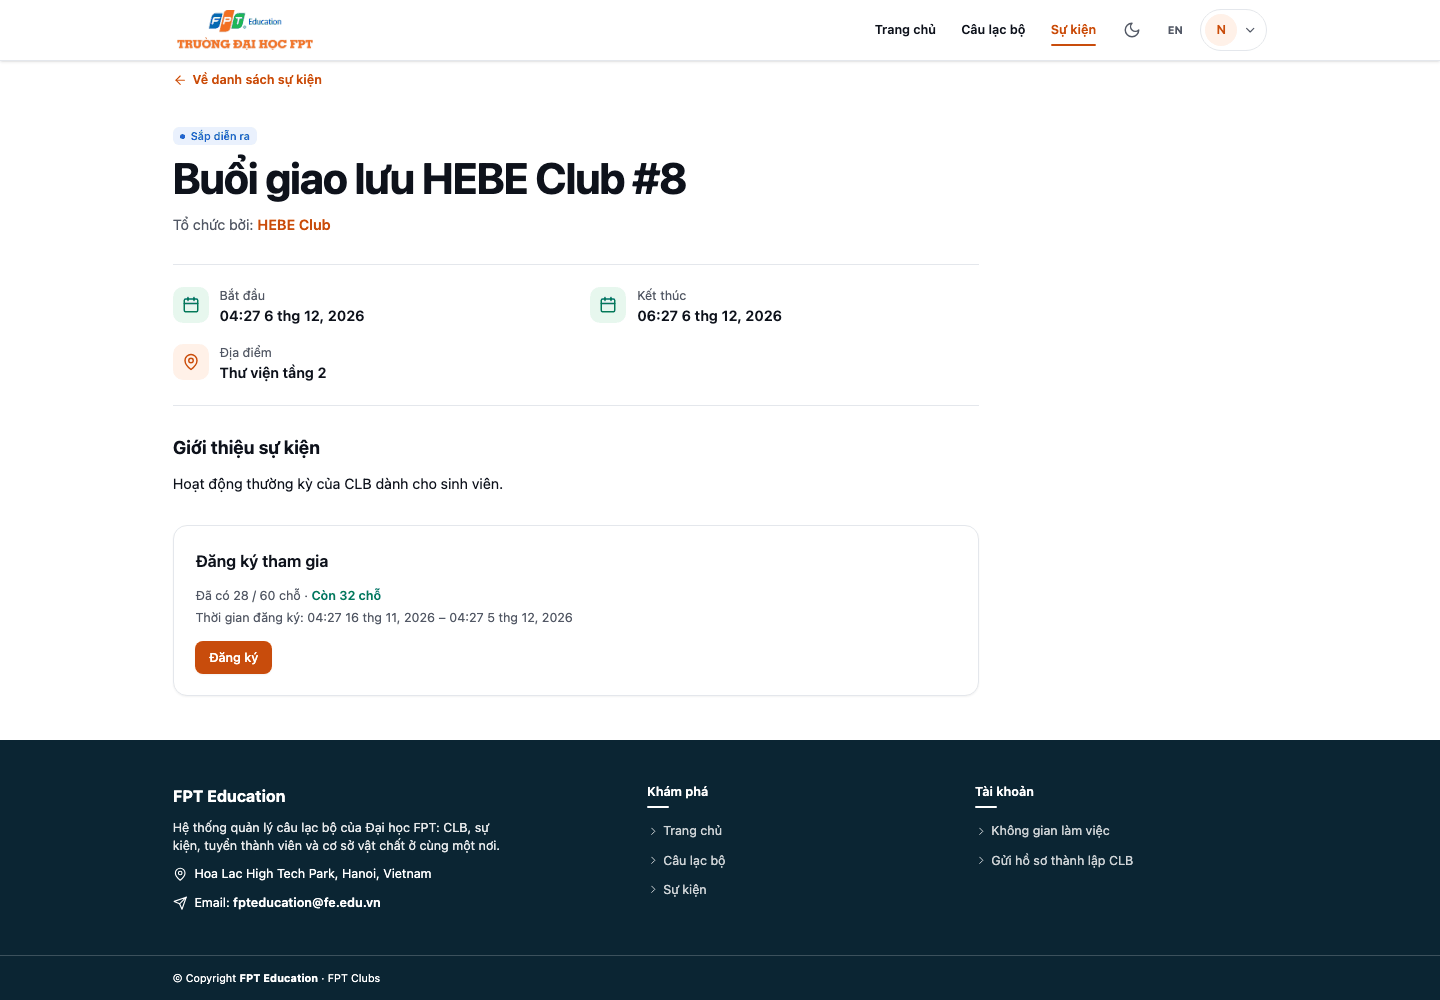 FPT Education
TRƯỜNG ĐẠI HỌC FPT
Trang chủ
Câu lạc bộ
Sự kiện
EN
N
Về danh sách sự kiện
Sắp diễn ra
Buổi giao lưu HEBE Club #8
Tổ chức bởi: HEBE Club
Bắt đầu
04:27 6 thg 12, 2026
Kết thúc
06:27 6 thg 12, 2026
Địa điểm
Thư viện tầng 2
Giới thiệu sự kiện
Hoạt động thường kỳ của CLB dành cho sinh viên.
Đăng ký tham gia
Đã có 28 / 60 chỗ · Còn 32 chỗ
Thời gian đăng ký: 04:27 16 thg 11, 2026 – 04:27 5 thg 12, 2026
Đăng ký
FPT Education
Hệ thống quản lý câu lạc bộ của Đại học FPT: CLB, sự
kiện, tuyển thành viên và cơ sở vật chất ở cùng một nơi.
Hoa Lac High Tech Park, Hanoi, Vietnam
Email: fpteducation@fe.edu.vn
Khám phá
Trang chủ
Câu lạc bộ
Sự kiện
Tài khoản
Không gian làm việc
Gửi hồ sơ thành lập CLB
© Copyright FPT Education · FPT Clubs